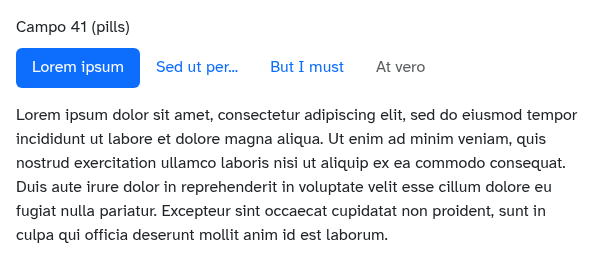 Campo 41 (pills)
Lorem ipsum Sed ut per... But I must At vero
Lorem ipsum dolor sit amet, consectetur adipiscing elit, sed do eiusmod tempor
incididunt ut labore et dolore magna aliqua. Ut enim ad minim veniam, quis
nostrud exercitation ullamco laboris nisi ut aliquip ex ea commodo consequat.
Duis aute irure dolor in reprehenderit in voluptate velit esse cillum dolore eu
fugiat nulla pariatur. Excepteur sint occaecat cupidatat non proident, sunt in
culpa qui officia deserunt mollit anim id est laborum.